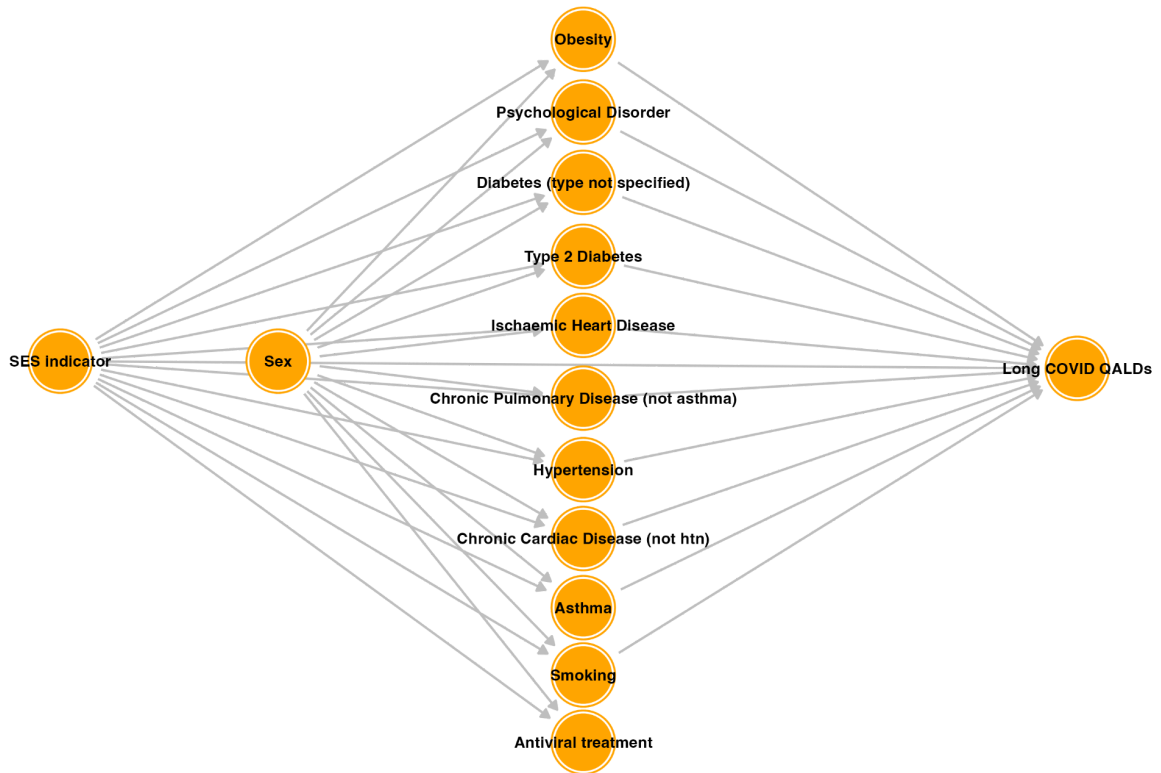 Obesity
Psychological Disorder
Diabetes (type not specified)
Type 2 Diabetes
Ischaemic Heart Disease
SES indicator
Sex
Long COVID QALDs
Chronic Pulmonary Disease (not asthma)
Hypertension
Chronic Cardiac Disease (not htn)
Asthma
Smoking
Antiviral treatment